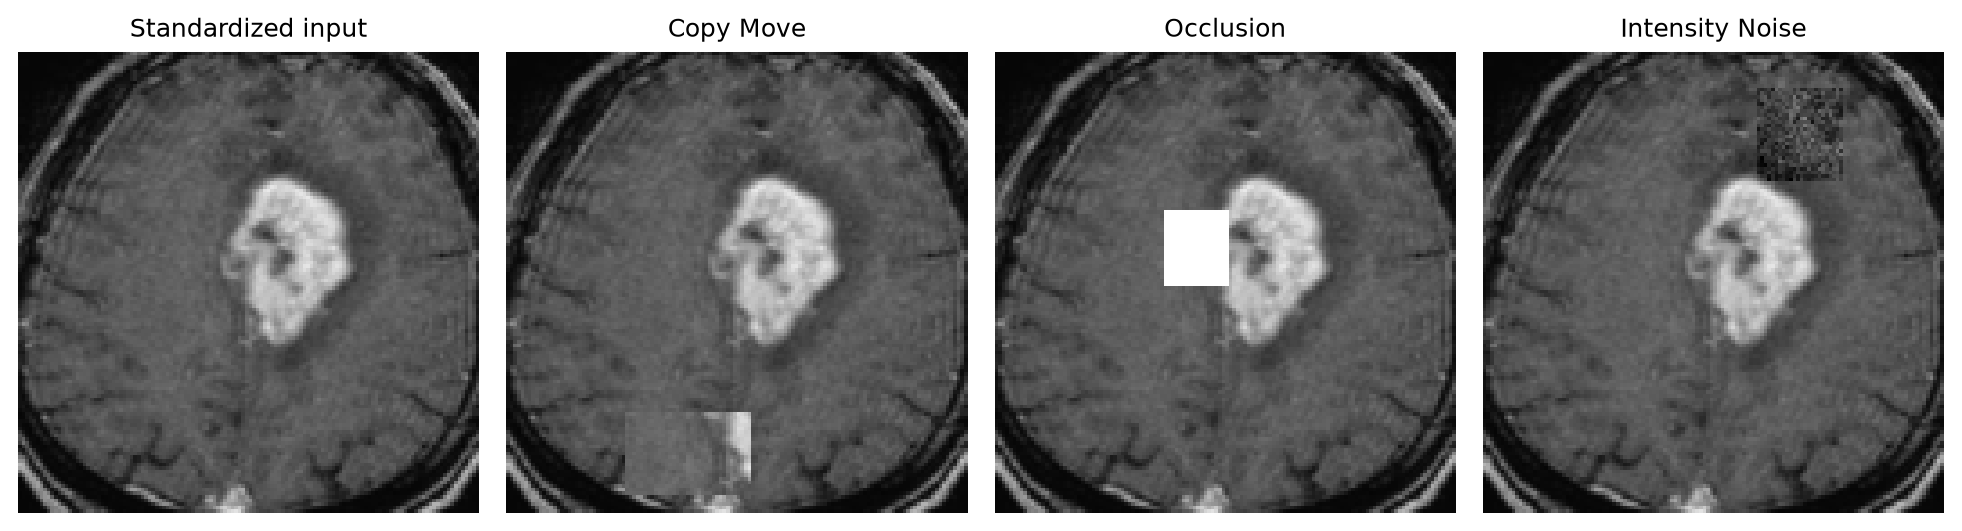 Standardized input
Copy Move
Occlusion
Intensity Noise